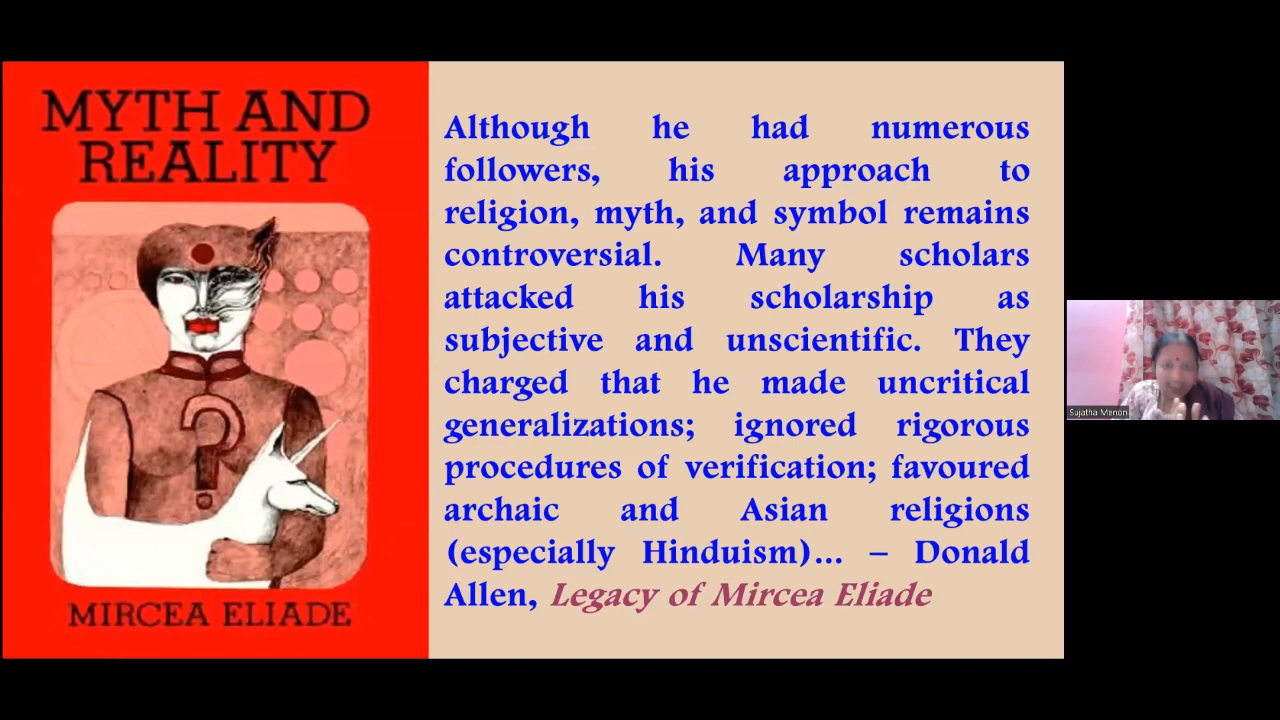 MYTH AND
REALITY
MIRCEA ELIADE
Although he had numerous
followers, his approach to
religion, myth, and symbol remains
controversial. Many scholars
attacked his scholarship as
subjective and unscientific. They
charged that he made uncritical
generalizations; ignored rigorous
procedures of verification; favoured
archaic and Asian religions
(especially Hinduism)... – Donald
Allen, Legacy of Mircea Eliade
Sujatha Menon